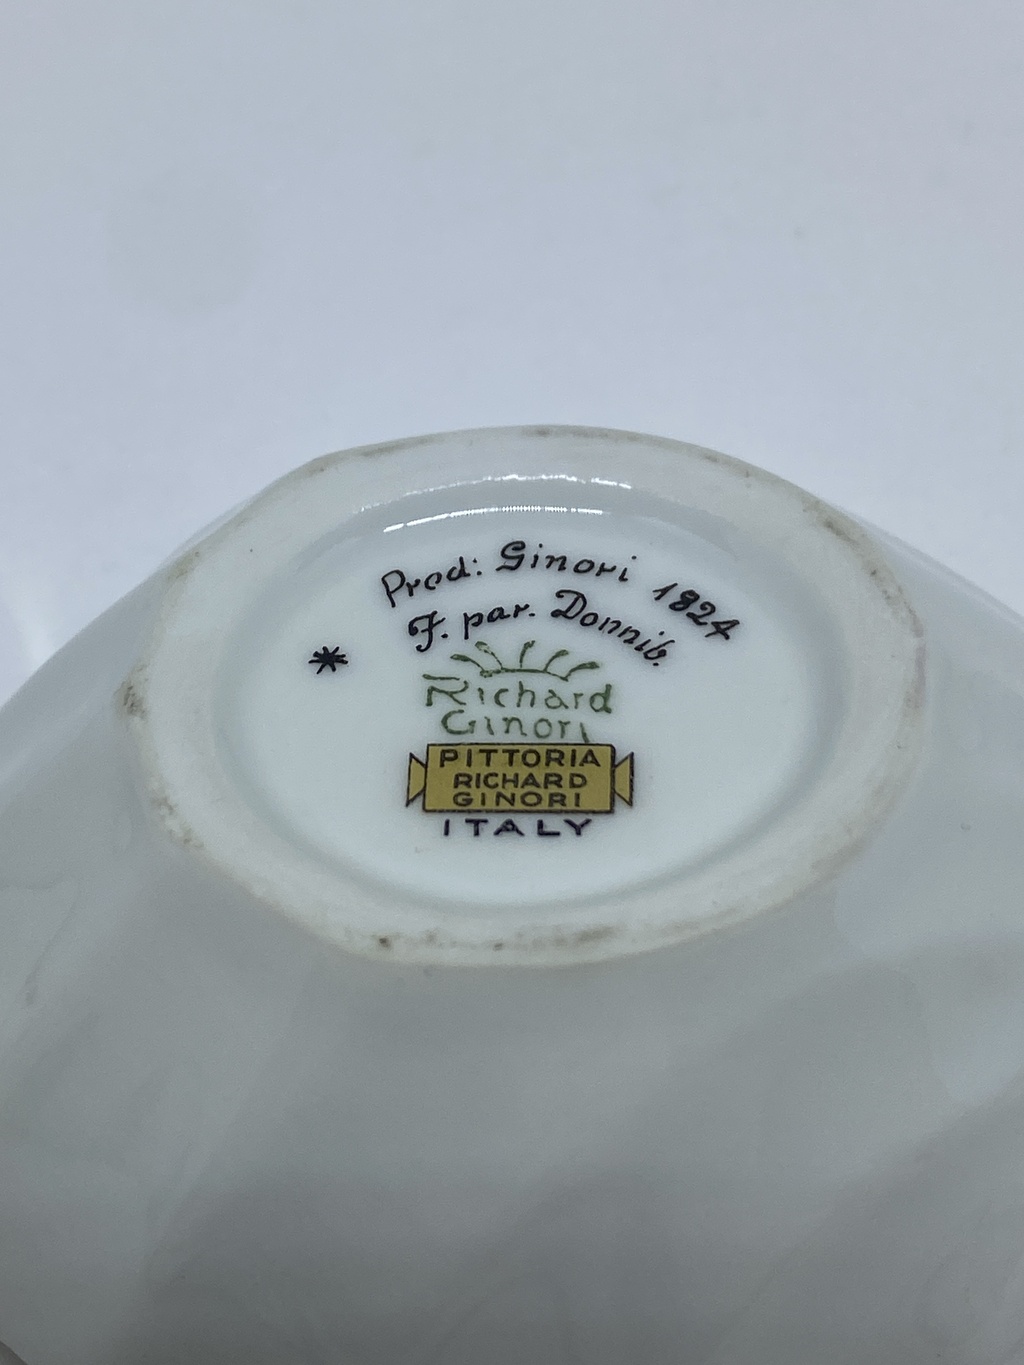 Prod: Ginori 1824
F. par. Donnib.
*
Richard
Ginori
PITTORIA
RICHARD
GINORI
ITALY